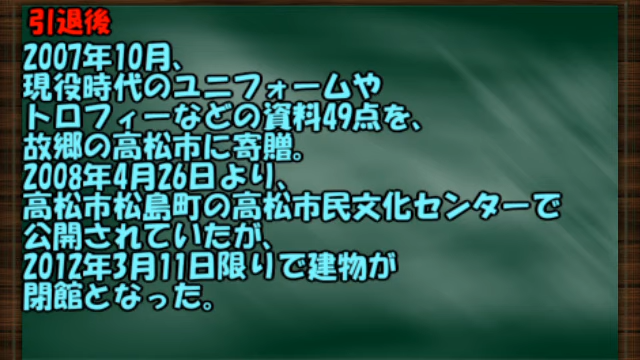 引退後
2007年10月、
現役時代のユニフォームや
トロフィーなどの資料49点を、
故郷の高松市に寄贈。
2008年4月26日より、
高松市松島町の高松市民文化センターで
公開されていたが、
2012年3月11日限りで建物が
閉館となった。